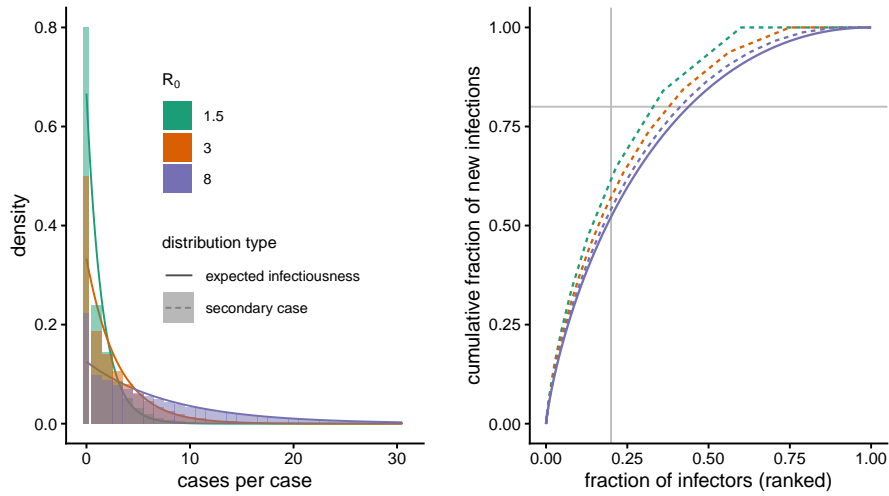 0.8
0.6
0.4
0.2
0.0
density
0
10
20
30
cases per case
R0
1.5
3
8
distribution type
expected infectiousness
secondary case
1.00
0.75
0.50
0.25
0.00
cumulative fraction of new infections
0.00
0.25
0.50
0.75
1.00
fraction of infectors (ranked)